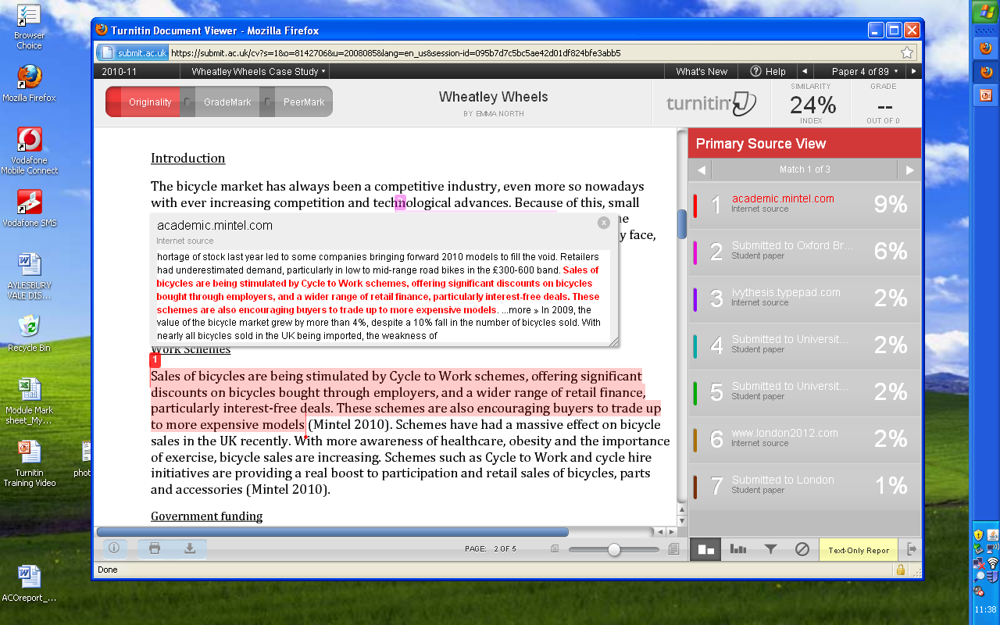 Browser
Choice
Mozilla Firefox
Vodafone
Mobile Connect
Vodafone SMS
AYLESBURY
VALE DIS...
Recycle Bin
Module Mark
sheet_My...
Turnitin
Training Video
phot
ACOreport_...
Turnitin Document Viewer - Mozilla Firefox
submit.ac.uk https://submit.ac.uk/cv?s=1&o=8142706&u=2008085&lang=en_us&session-id=095b7d7c5bc5ae42d01df824bfe3abb5
2010-11 Wheatley Wheels Case Study What's New Help Paper 4 of 89
Originality GradeMark PeerMark
Wheatley Wheels
BY EMMA NORTH
turnitin
SIMILARITY
24%
INDEX
GRADE
--
OUT OF 0
Introduction
The bicycle market has always been a competitive industry, even more so nowadays
with ever increasing competition and technological advances. Because of this, small
y face,
academic.mintel.com
Internet source
hortage of stock last year led to some companies bringing forward 2010 models to fill the void. Retailers
had underestimated demand, particularly in low to mid-range road bikes in the £300-600 band. Sales of
bicycles are being stimulated by Cycle to Work schemes, offering significant discounts on bicycles
bought through employers, and a wider range of retail finance, particularly interest-free deals. These
schemes are also encouraging buyers to trade up to more expensive models. ...more » In 2009, the
value of the bicycle market grew by more than 4%, despite a 10% fall in the number of bicycles sold. With
nearly all bicycles sold in the UK being imported, the weakness of
Work Schemes
1
Sales of bicycles are being stimulated by Cycle to Work schemes, offering significant
discounts on bicycles bought through employers, and a wider range of retail finance,
particularly interest-free deals. These schemes are also encouraging buyers to trade up
to more expensive models (Mintel 2010). Schemes have had a massive effect on bicycle
sales in the UK recently. With more awareness of healthcare, obesity and the importance
of exercise, bicycle sales are increasing. Schemes such as Cycle to Work and cycle hire
initiatives are providing a real boost to participation and retail sales of bicycles, parts
and accessories (Mintel 2010).
Government funding
Primary Source View
Match 1 of 3
1 academic.mintel.com 9%
Internet source
2 Submitted to Oxford Br... 6%
Student paper
3 ivythesis.typepad.com 2%
Internet source
4 Submitted to Universit... 2%
Student paper
5 Submitted to Universit... 2%
Student paper
6 www.london2012.com 2%
Internet source
7 Submitted to London 1%
Student paper
PAGE: 2 OF 5
Text-Only Repor
Done
11:38